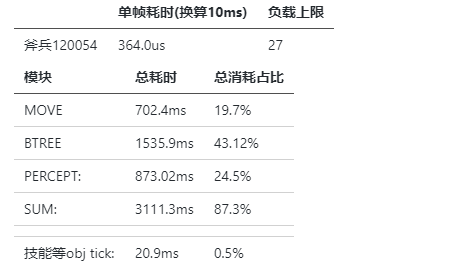 单帧耗时(换算10ms) 负载上限
斧兵120054 364.0us 27
模块 总耗时 总消耗占比
MOVE 702.4ms 19.7%
BTREE 1535.9ms 43.12%
PERCEPT: 873.02ms 24.5%
SUM: 3111.3ms 87.3%
技能等obj tick: 20.9ms 0.5%